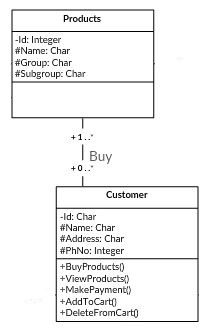 Products
-Id: Integer
#Name: Char
#Group: Char
#Subgroup: Char
+ 1..*
Buy
+ 0..*
Customer
-Id: Char
#Name: Char
#Address: Char
#PhNo: Integer
+BuyProducts()
+ViewProducts()
+MakePayment()
+AddToCart()
+DeleteFromCart()